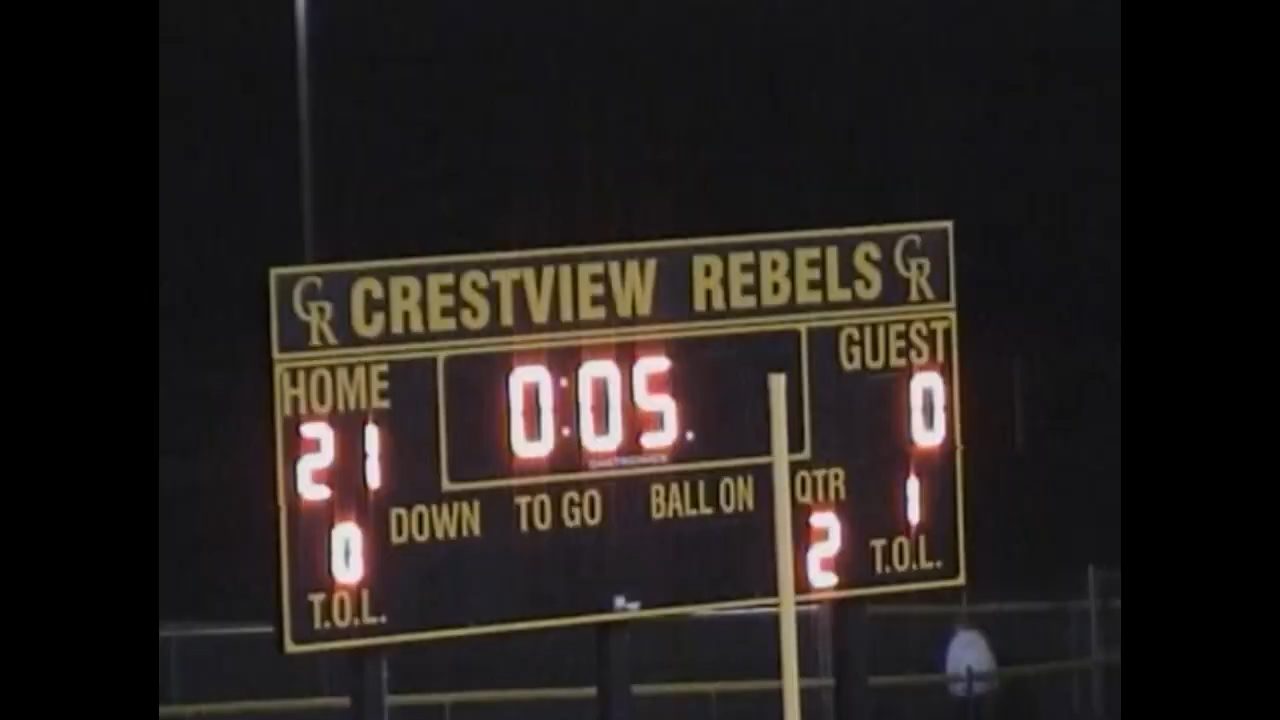 CR CRESTVIEW REBELS CR
HOME 0:05. GUEST
21 0
DOWN TO GO BALL ON QTR 1
0 2 T.O.L.
T.O.L.